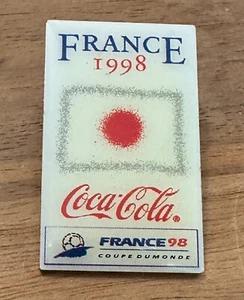 FRANCE
1998
Coca-Cola®
FRANCE 98
COUPE DU MONDE